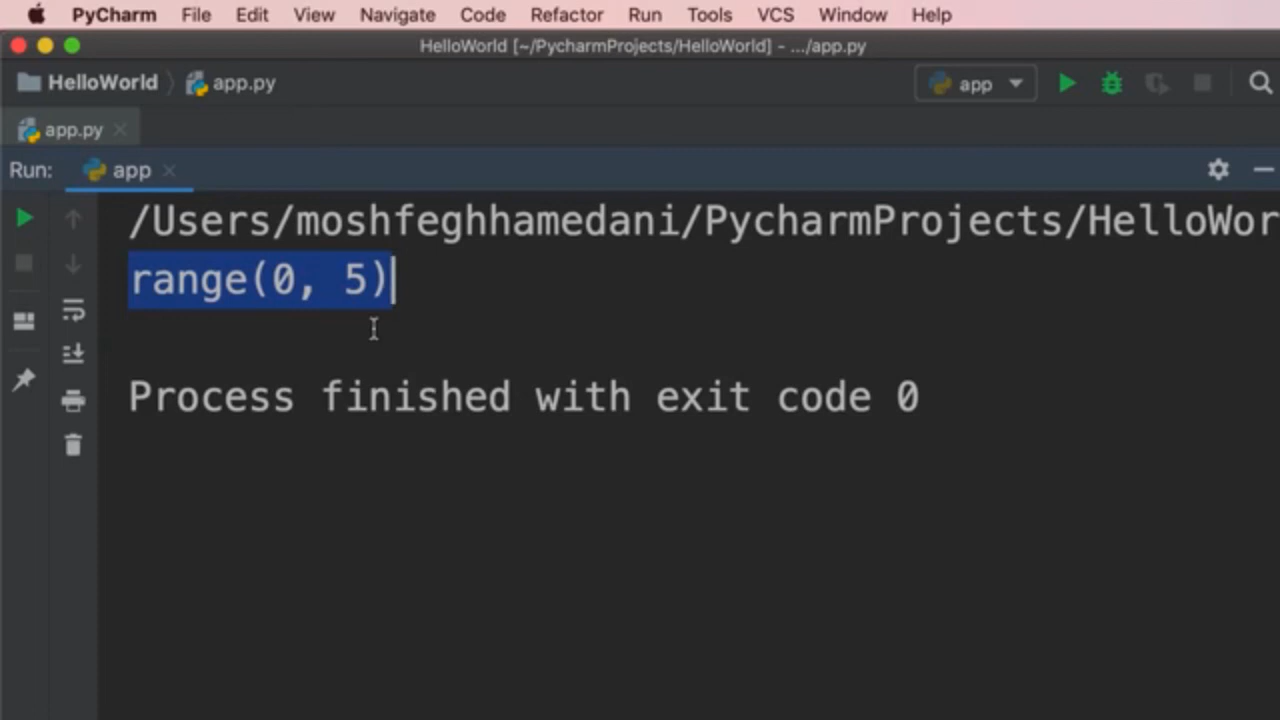 PyCharm File Edit View Navigate Code Refactor Run Tools VCS Window Help
HelloWorld [~/PycharmProjects/HelloWorld] - .../app.py
HelloWorld app.py app
app.py
Run: app
/Users/moshfeghhamedani/PycharmProjects/HelloWor
range(0, 5)
Process finished with exit code 0